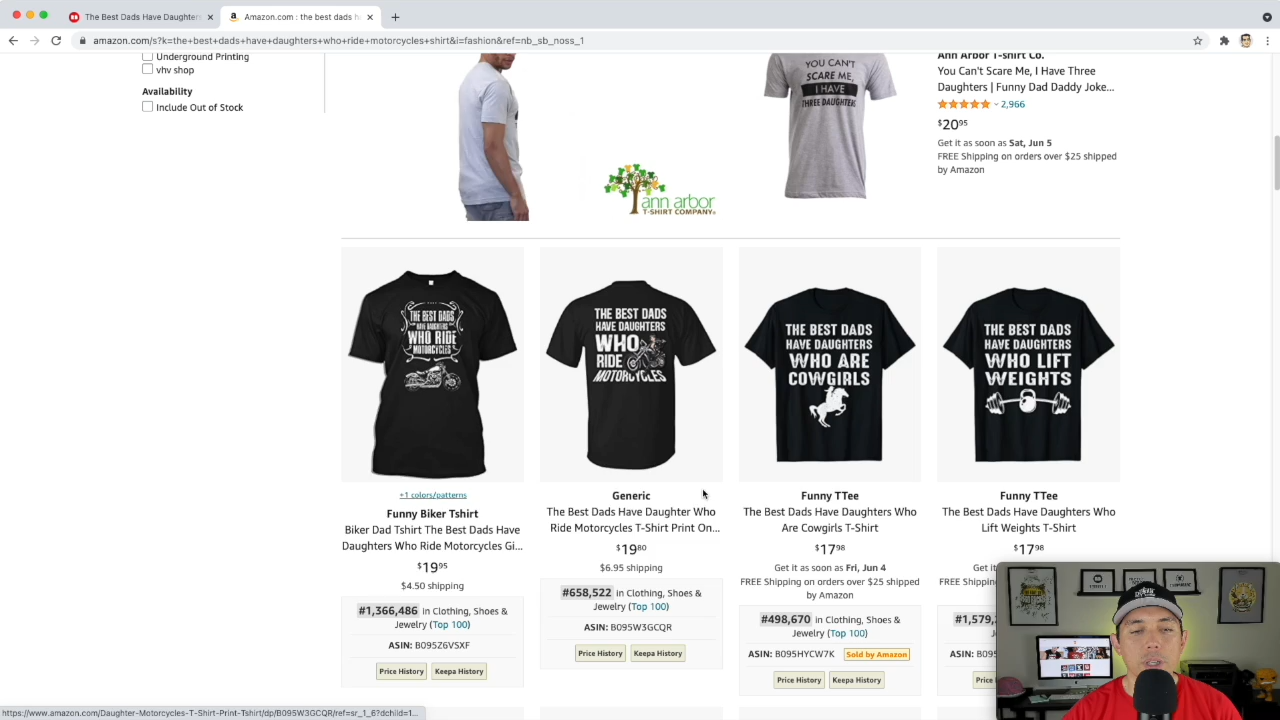 The Best Dads Have Daughters
Amazon.com : the best dads h
amazon.com/s?k=the+best+dads+have+daughters+who+ride+motorcycles+shirt&i=fashion&ref=nb_sb_noss_1
Underground Printing
vhv shop
Availability
Include Out of Stock
YOU CAN'T
SCARE ME,
I HAVE
THREE DAUGHTERS
ann arbor
T-SHIRT COMPANY®
Ann Arbor T-shirt Co.
You Can't Scare Me, I Have Three
Daughters | Funny Dad Daddy Joke...
2,966
$20.95
Get it as soon as Sat, Jun 5
FREE Shipping on orders over $25 shipped
by Amazon
THE BEST DADS
HAVE DAUGHTERS
WHO RIDE
MOTORCYCLES
+1 colors/patterns
Funny Biker Tshirt
Biker Dad Tshirt The Best Dads Have
Daughters Who Ride Motorcycles Gi...
$19.95
$4.50 shipping
#1,366,486 in Clothing, Shoes &
Jewelry (Top 100)
ASIN: B095Z6VSXF
Price History
Keepa History
THE BEST DADS
HAVE DAUGHTERS
WHO
RIDE
MOTORCYCLES
Generic
The Best Dads Have Daughter Who
Ride Motorcycles T-Shirt Print On...
$19.80
$6.95 shipping
#658,522 in Clothing, Shoes &
Jewelry (Top 100)
ASIN: B095W3GCQR
Price History
Keepa History
THE BEST DADS
HAVE DAUGHTERS
WHO ARE
COWGIRLS
Funny TTee
The Best Dads Have Daughters Who
Are Cowgirls T-Shirt
$17.98
Get it as soon as Fri, Jun 4
FREE Shipping on orders over $25 shipped
by Amazon
#498,670 in Clothing, Shoes &
Jewelry (Top 100)
ASIN: B095HYCW7K
Sold by Amazon
Price History
Keepa History
THE BEST DADS
HAVE DAUGHTERS
WHO LIFT
WEIGHTS
Funny TTee
The Best Dads Have Daughters Who
Lift Weights T-Shirt
$17.98
Get it
FREE Shipping
#1,579,
Jewelry
ASIN: B095
https://www.amazon.com/Daughter-Motorcycles-T-Shirt-Print-Tshirt/dp/B095W3GCQR/ref=sr_1_6?dchild=1...